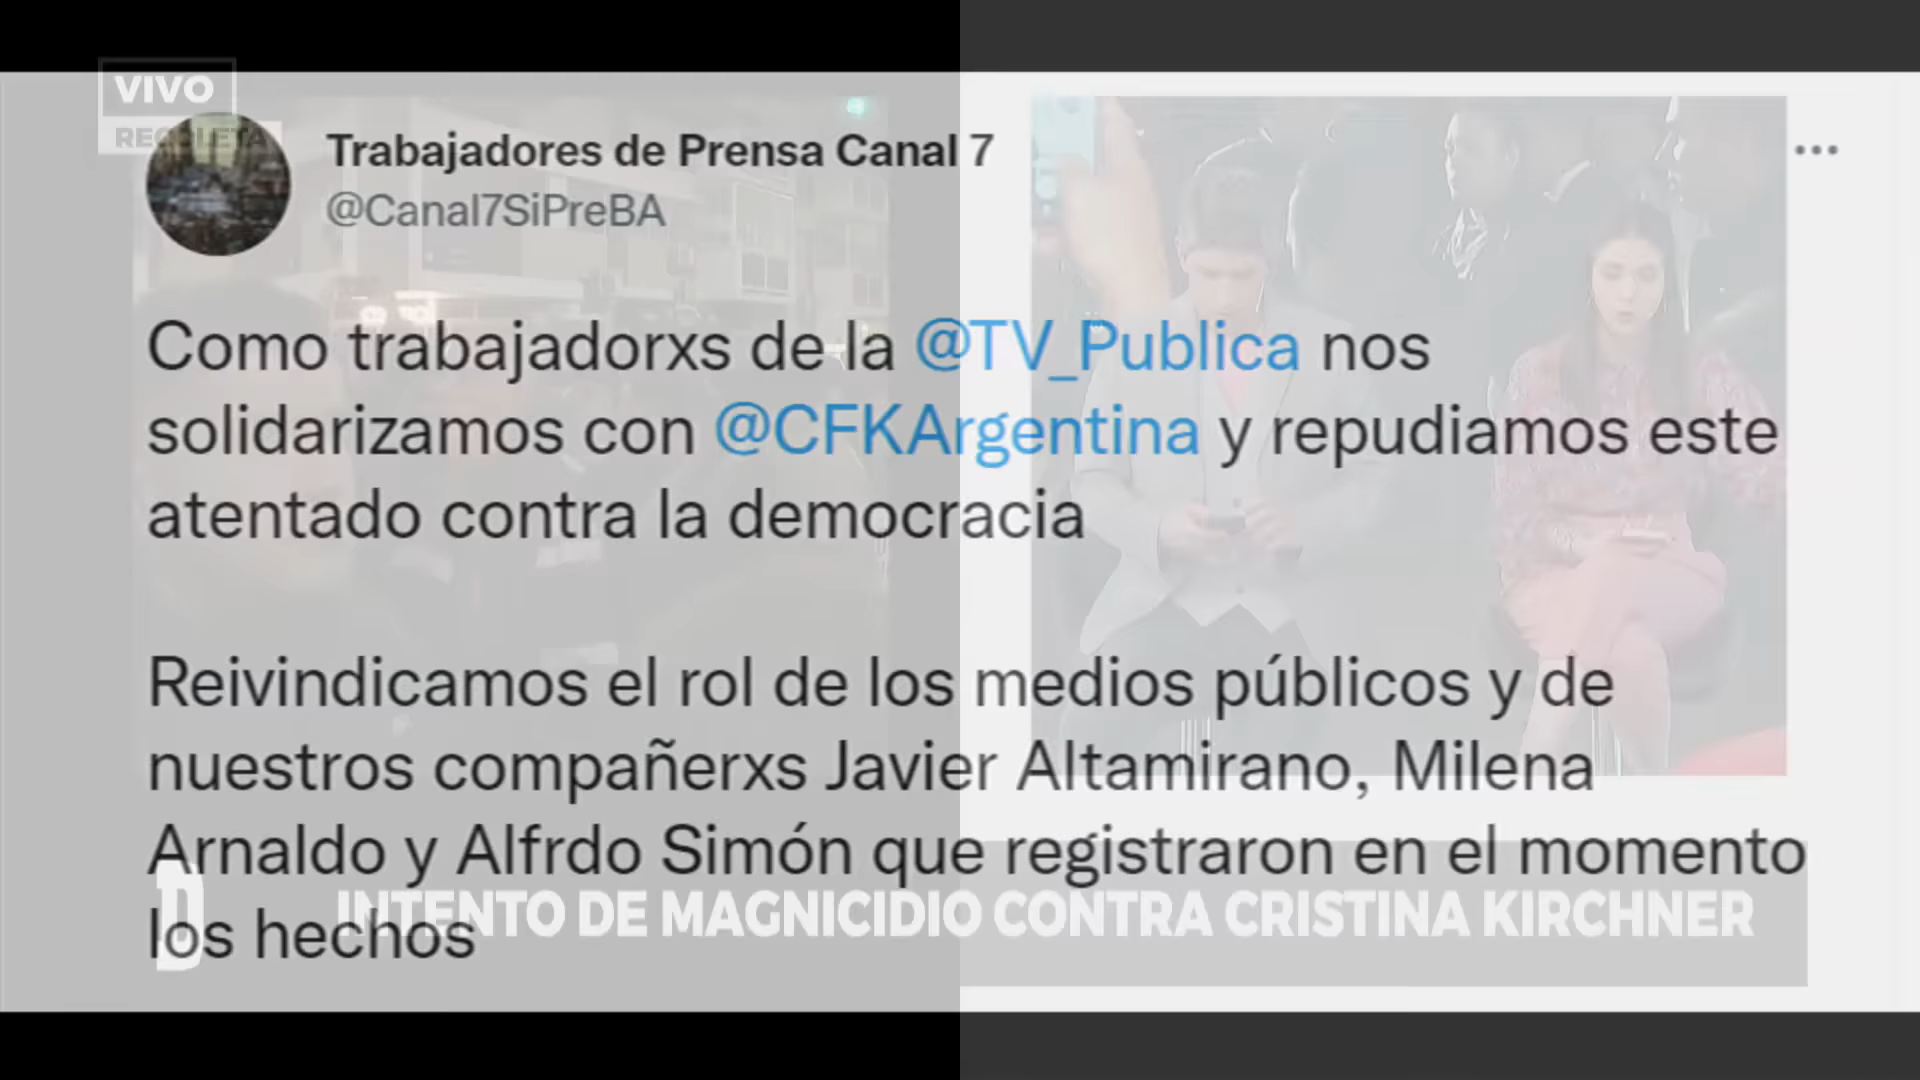 VIVO
RECOLETA
Trabajadores de Prensa Canal 7
@Canal7SiPreBA
Como trabajadorxs de la @TV_Publica nos
solidarizamos con @CFKArgentina y repudiamos este
atentado contra la democracia
Reivindicamos el rol de los medios públicos y de
nuestros compañerxs Javier Altamirano, Milena
Arnaldo y Alfrdo Simón que registraron en el momento
los hechos
D INTENTO DE MAGNICIDIO CONTRA CRISTINA KIRCHNER